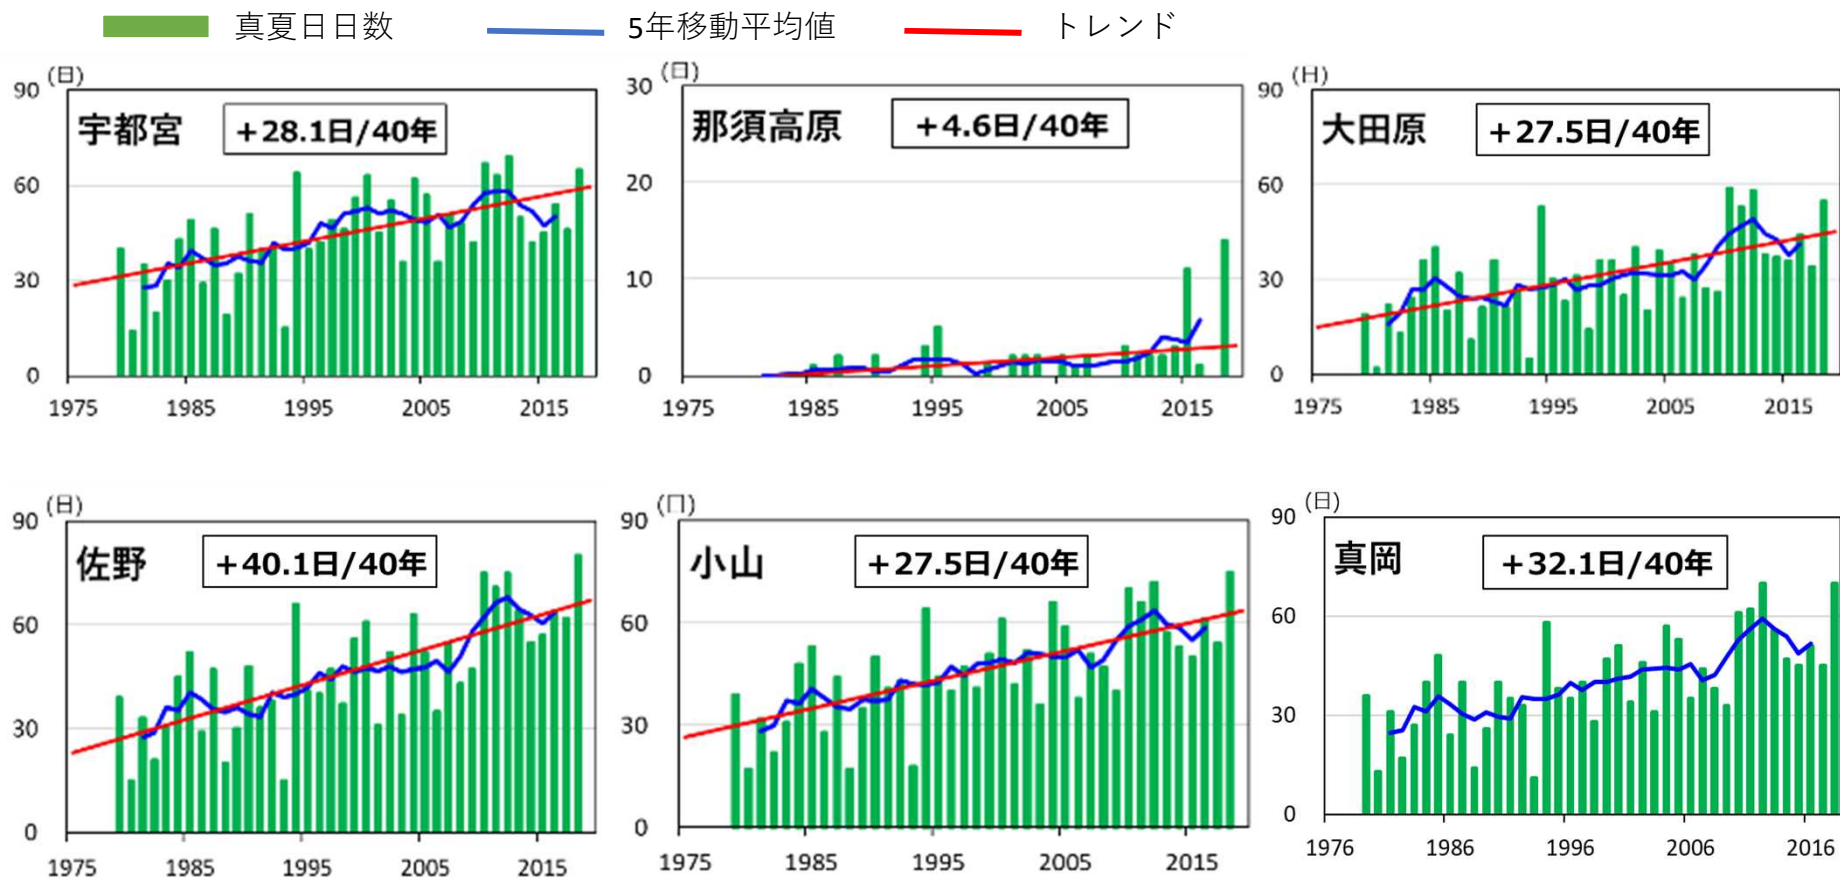 真夏日日数 5年移動平均値 トレンド
(日)
90
60
30
0
宇都宮 +28.1日/40年
1975 1985 1995 2005 2015
(日)
30
20
10
0
那須高原 +4.6日/40年
1975 1985 1995 2005 2015
(日)
90
60
30
0
大田原 +27.5日/40年
1975 1985 1995 2005 2015
(日)
90
60
30
0
佐野 +40.1日/40年
1975 1985 1995 2005 2015
(日)
90
60
30
0
小山 +27.5日/40年
1975 1985 1995 2005 2015
(日)
90
60
30
0
真岡 +32.1日/40年
1976 1986 1996 2006 2016